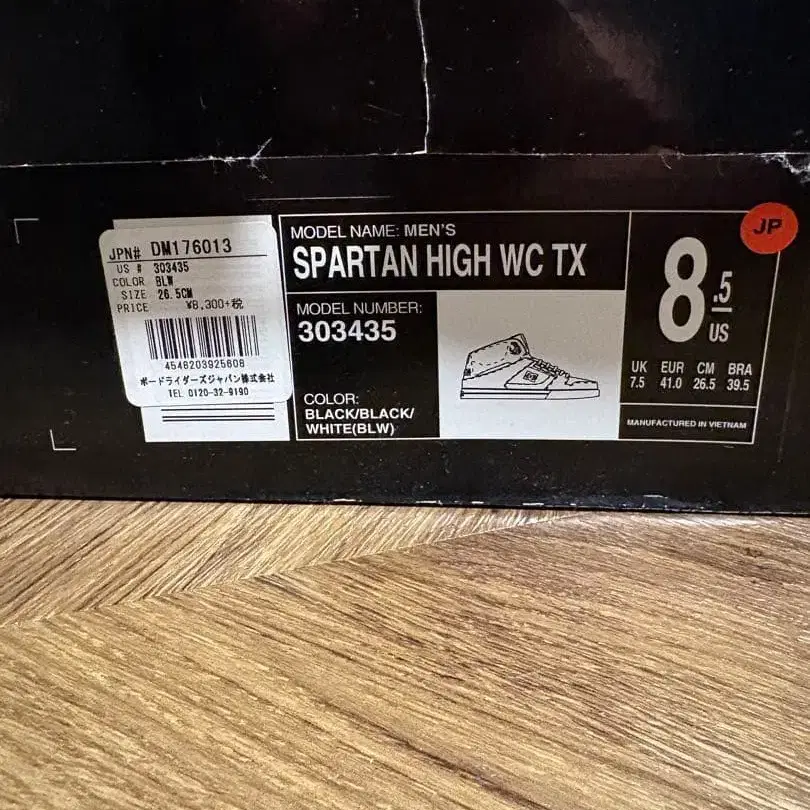 JPN# DM176013
US # 303435
COLOR BLW
SIZE 26.5CM
PRICE ¥8,300+税
4548203925608
ボードライダーズジャパン株式会社
TEL 0120-32-9190
MODEL NAME: MEN'S
SPARTAN HIGH WC TX
MODEL NUMBER:
303435
COLOR:
BLACK/BLACK/
WHITE(BLW)
8.5
US
UK EUR CM BRA
7.5 41.0 26.5 39.5
MANUFACTURED IN VIETNAM
JP